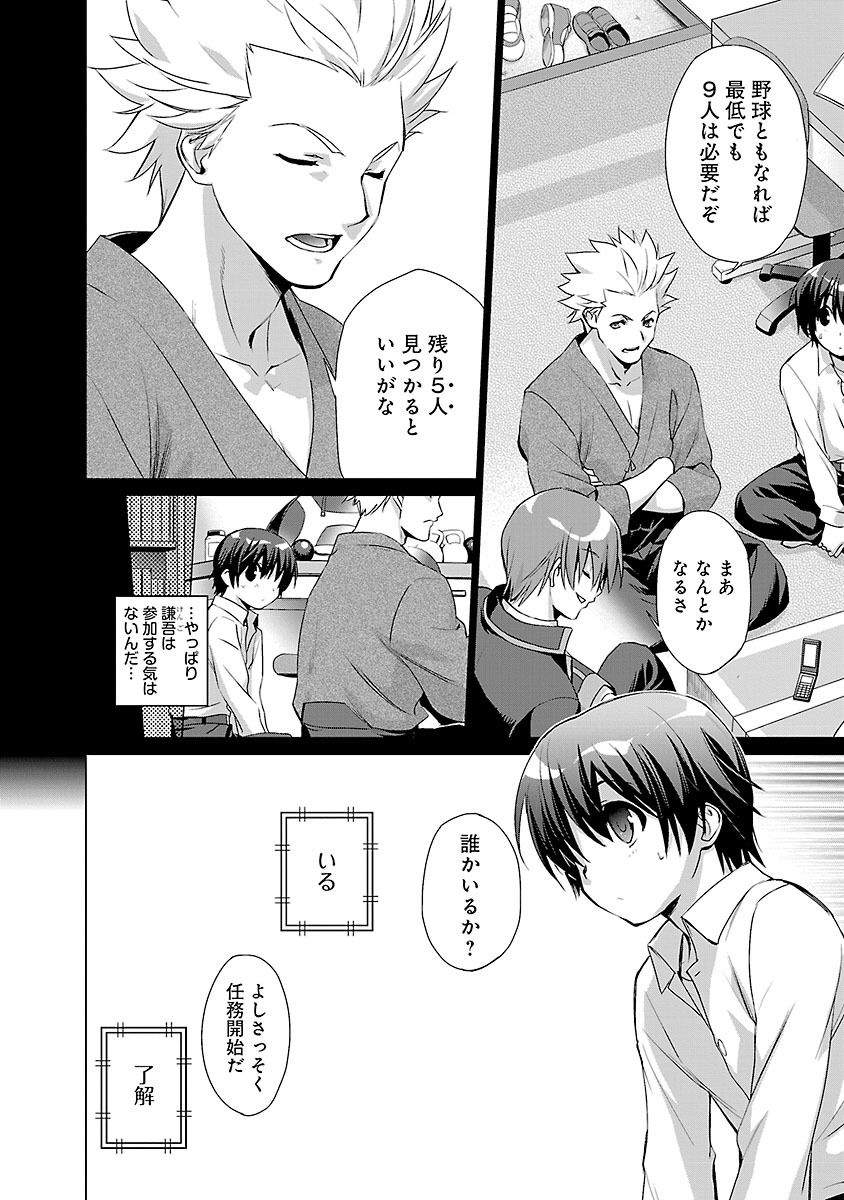 野球ともなれば
最低でも
9人は必要だぞ
まあ
なんとか
なるさ
残り5人
見つかると
いいがな
…やっぱり
謙吾は
けんご
参加する気は
ないんだ…
誰かいるか?
いる
よしさっそく
任務開始だ
了解